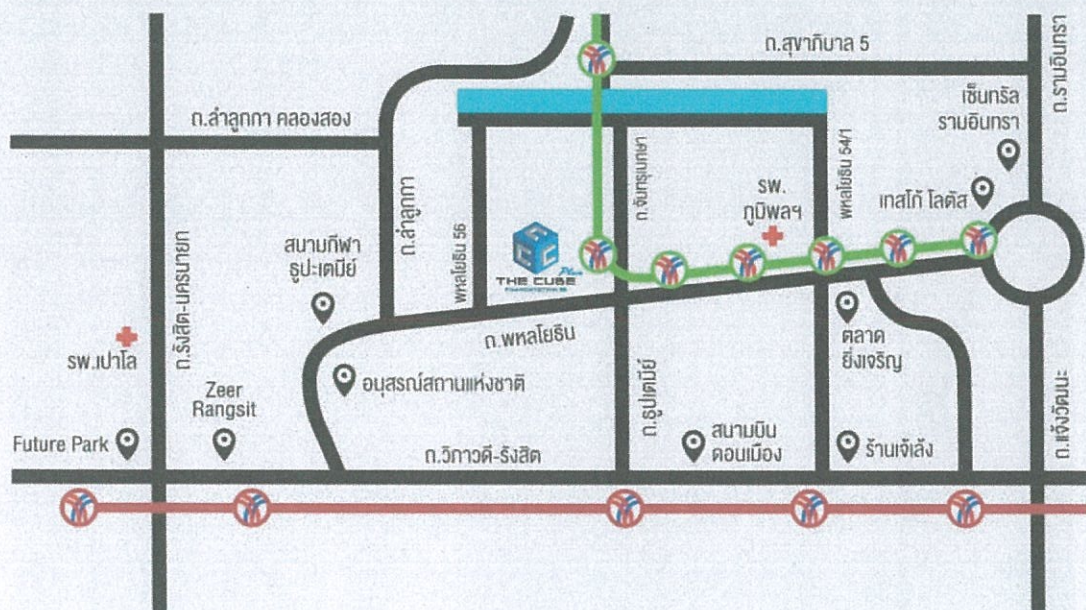 ถ.สุขาภิบาล 5
ถ.รามอินทรา
เซ็นทรัล
รามอินทรา
ถ.ลำลูกกา คลองสอง
ถ.ลำลูกกา
พหลโยธิน 56
ถ.จันทรุเบกษา
พหลโยธิน 54/1
รพ.
ภูมิพลฯ
เทสโก้ โลตัส
สนามกีฬา
ธูปะเตมีย์
THE CUBE
Plus
ถ.รังสิต-นครนายก
รพ.เปาโล
ถ.พหลโยธิน
ตลาด
ยิ่งเจริญ
อนุสรณ์สถานแห่งชาติ
Zeer
Rangsit
ถ.ธูปเตมีย์
ถ.แจ้งวัฒนะ
Future Park
ถ.วิภาวดี-รังสิต
สนามบิน
ดอนเมือง
ร้านเจ๊เล้ง